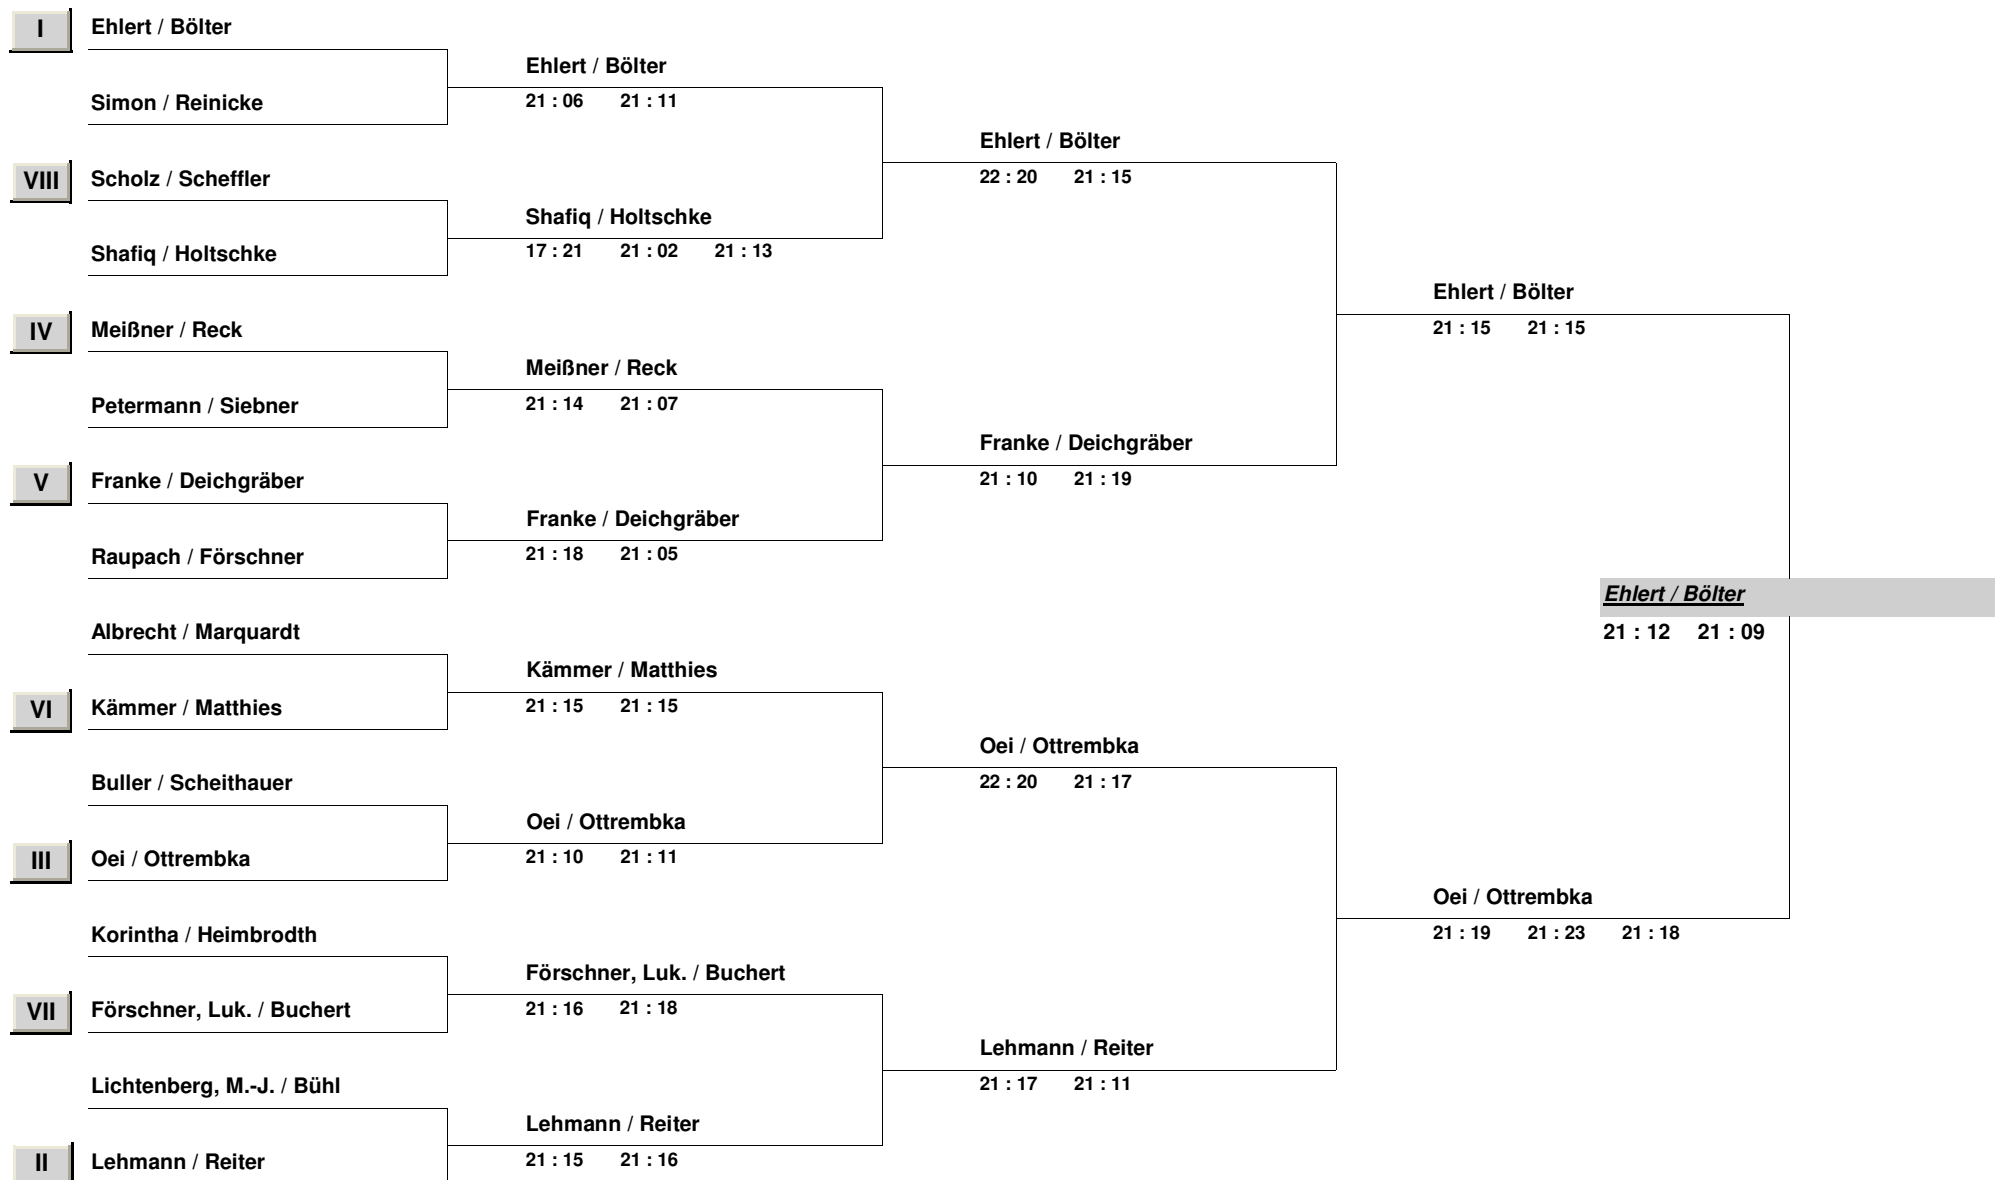 I Ehlert / Bölter
Ehlert / Bölter
Simon / Reinicke
21 : 06 21 : 11
Ehlert / Bölter
VIII Scholz / Scheffler
22 : 20 21 : 15
Shafiq / Holtschke
Shafiq / Holtschke
17 : 21 21 : 02 21 : 13
Ehlert / Bölter
IV Meißner / Reck
21 : 15 21 : 15
Meißner / Reck
Petermann / Siebner
21 : 14 21 : 07
Franke / Deichgräber
V Franke / Deichgräber
21 : 10 21 : 19
Franke / Deichgräber
Raupach / Förschner
21 : 18 21 : 05
Ehlert / Bölter
Albrecht / Marquardt
21 : 12 21 : 09
Kämmer / Matthies
VI Kämmer / Matthies
21 : 15 21 : 15
Oei / Ottrembka
Buller / Scheithauer
22 : 20 21 : 17
Oei / Ottrembka
III Oei / Ottrembka
21 : 10 21 : 11
Oei / Ottrembka
Korintha / Heimbrodth
21 : 19 21 : 23 21 : 18
Förschner, Luk. / Buchert
VII Förschner, Luk. / Buchert
21 : 16 21 : 18
Lehmann / Reiter
Lichtenberg, M.-J. / Bühl
21 : 17 21 : 11
Lehmann / Reiter
II Lehmann / Reiter
21 : 15 21 : 16